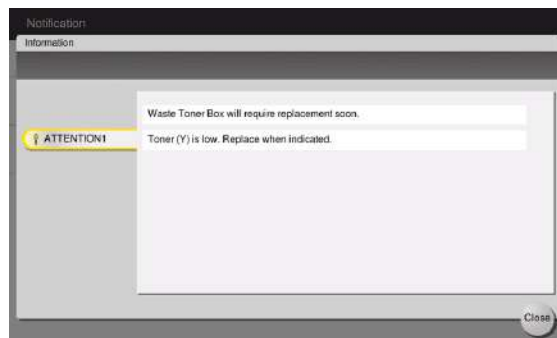 Notification
Information
Waste Toner Box will require replacement soon.
ATTENTION1
Toner (Y) is low. Replace when indicated.
Close